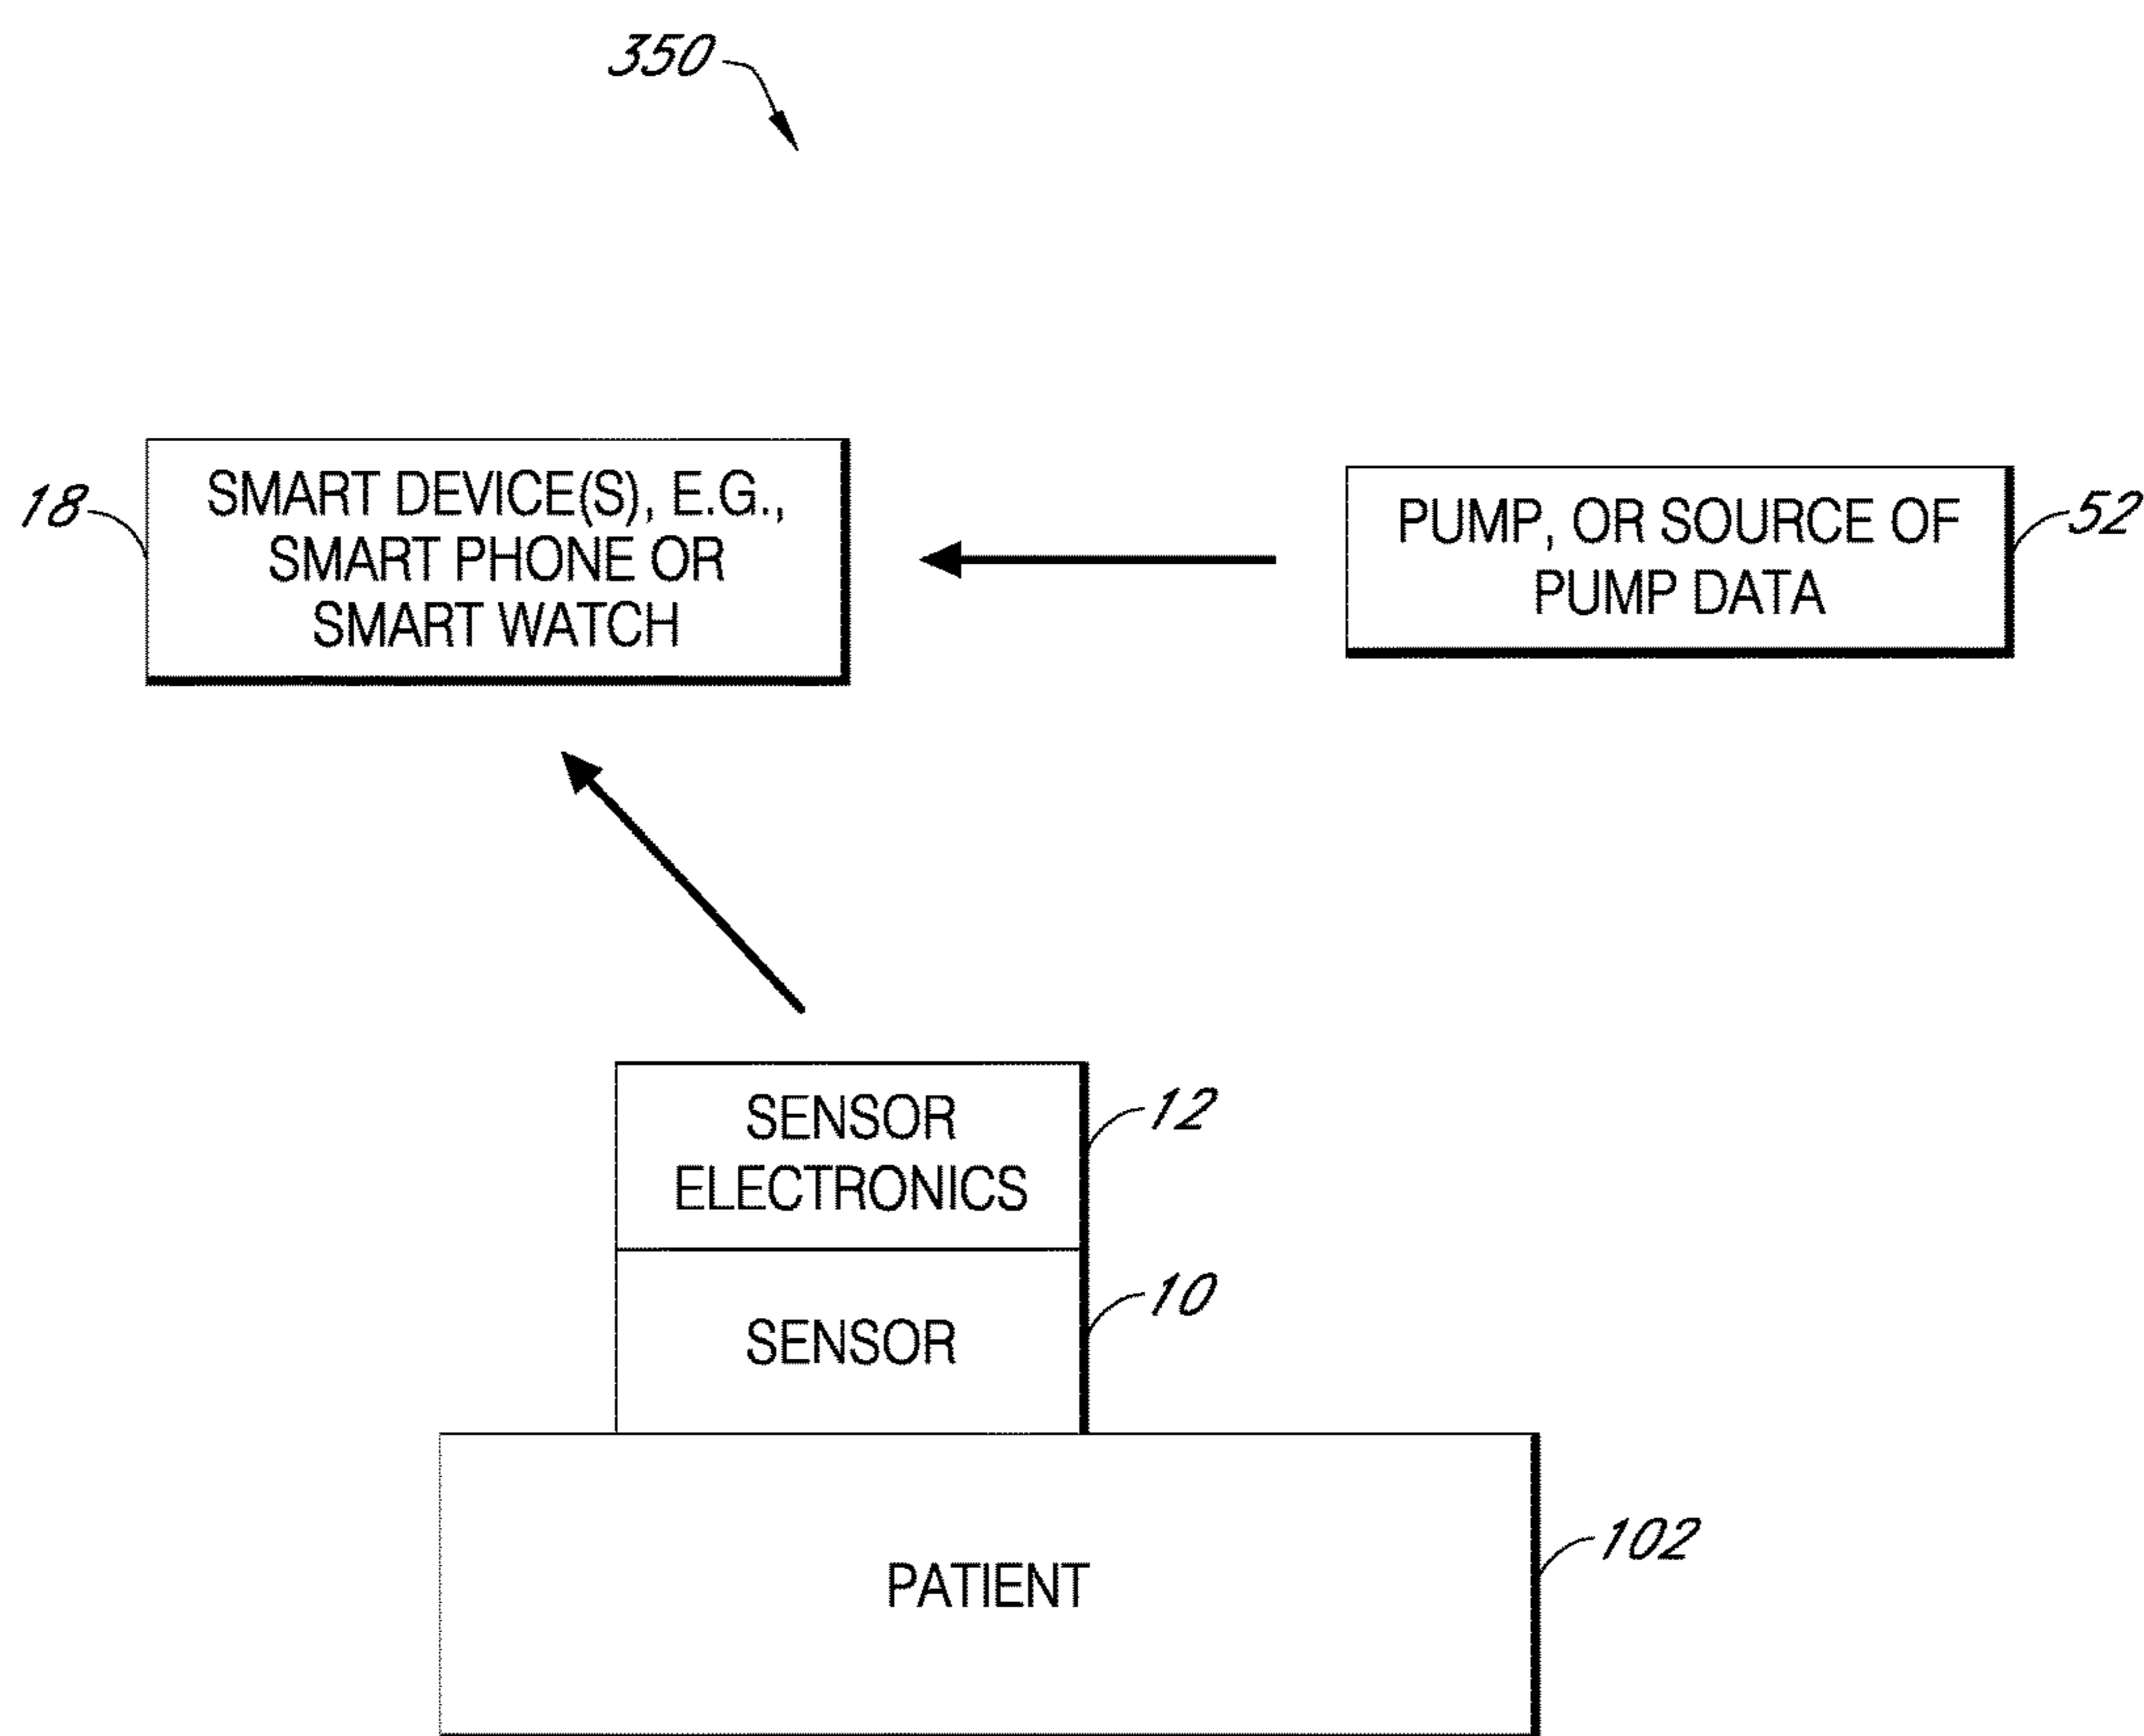 350
18
SMART DEVICE(S), E.G.,
SMART PHONE OR
SMART WATCH
PUMP, OR SOURCE OF
PUMP DATA
52
SENSOR
ELECTRONICS
12
SENSOR
10
PATIENT
102